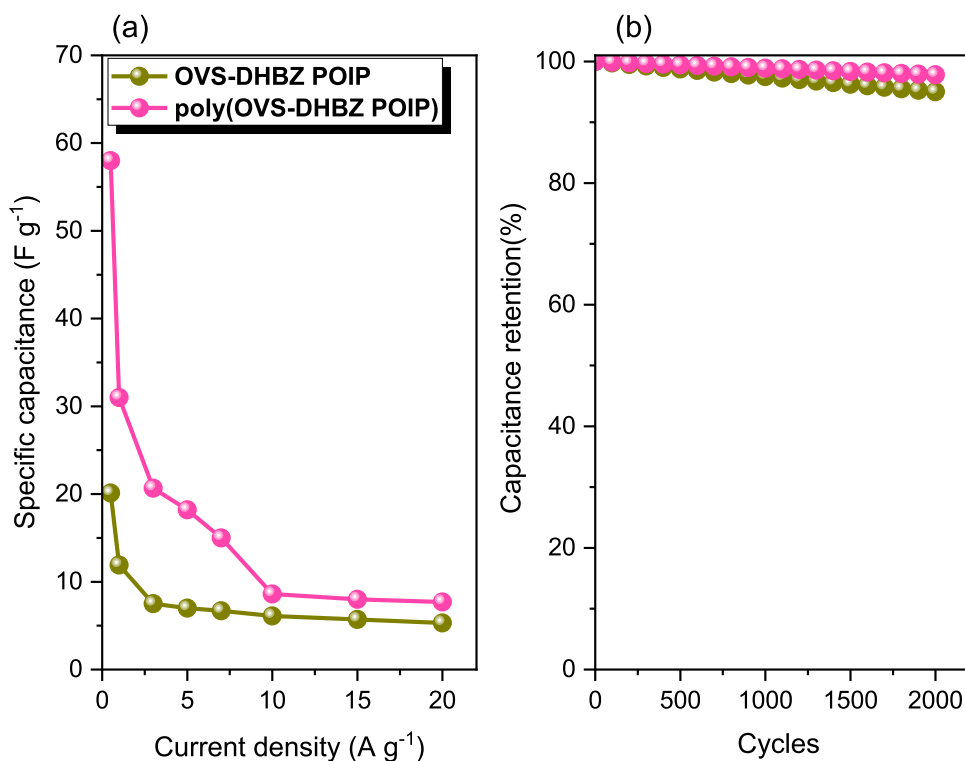 (a)
(b)
OVS-DHBZ POIP
poly(OVS-DHBZ POIP)
Specific capacitance (F g⁻¹)
70
60
50
40
30
20
10
0
0 5 10 15 20
Current density (A g⁻¹)
Capacitance retention(%)
100
80
60
40
20
0
0 500 1000 1500 2000
Cycles